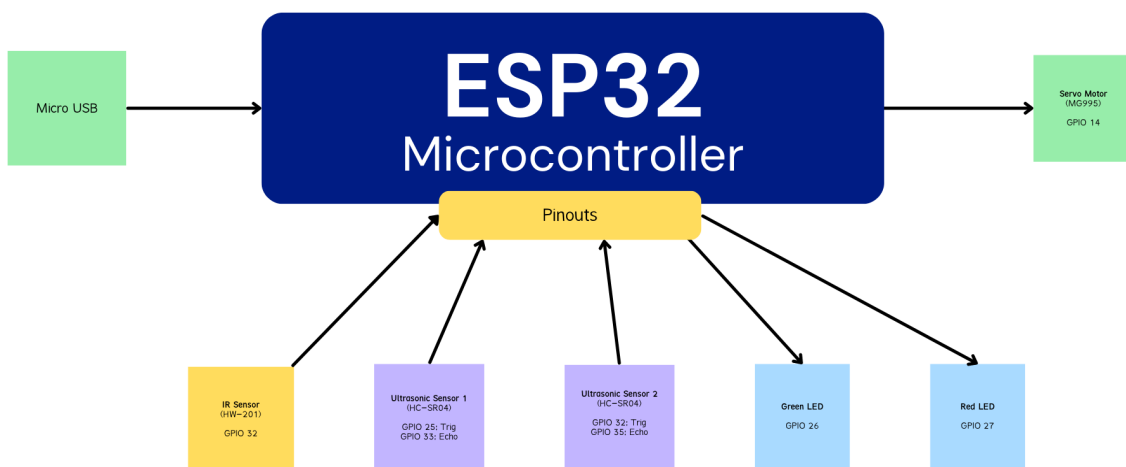 ESP32
Microcontroller
Micro USB
Servo Motor
(MG995)
GPIO 14
Pinouts
IR Sensor
(HW-201)
GPIO 32
Ultrasonic Sensor 1
(HC-SR04)
GPIO 25: Trig
GPIO 33: Echo
Ultrasonic Sensor 2
(HC-SR04)
GPIO 32: Trig
GPIO 35: Echo
Green LED
GPIO 26
Red LED
GPIO 27